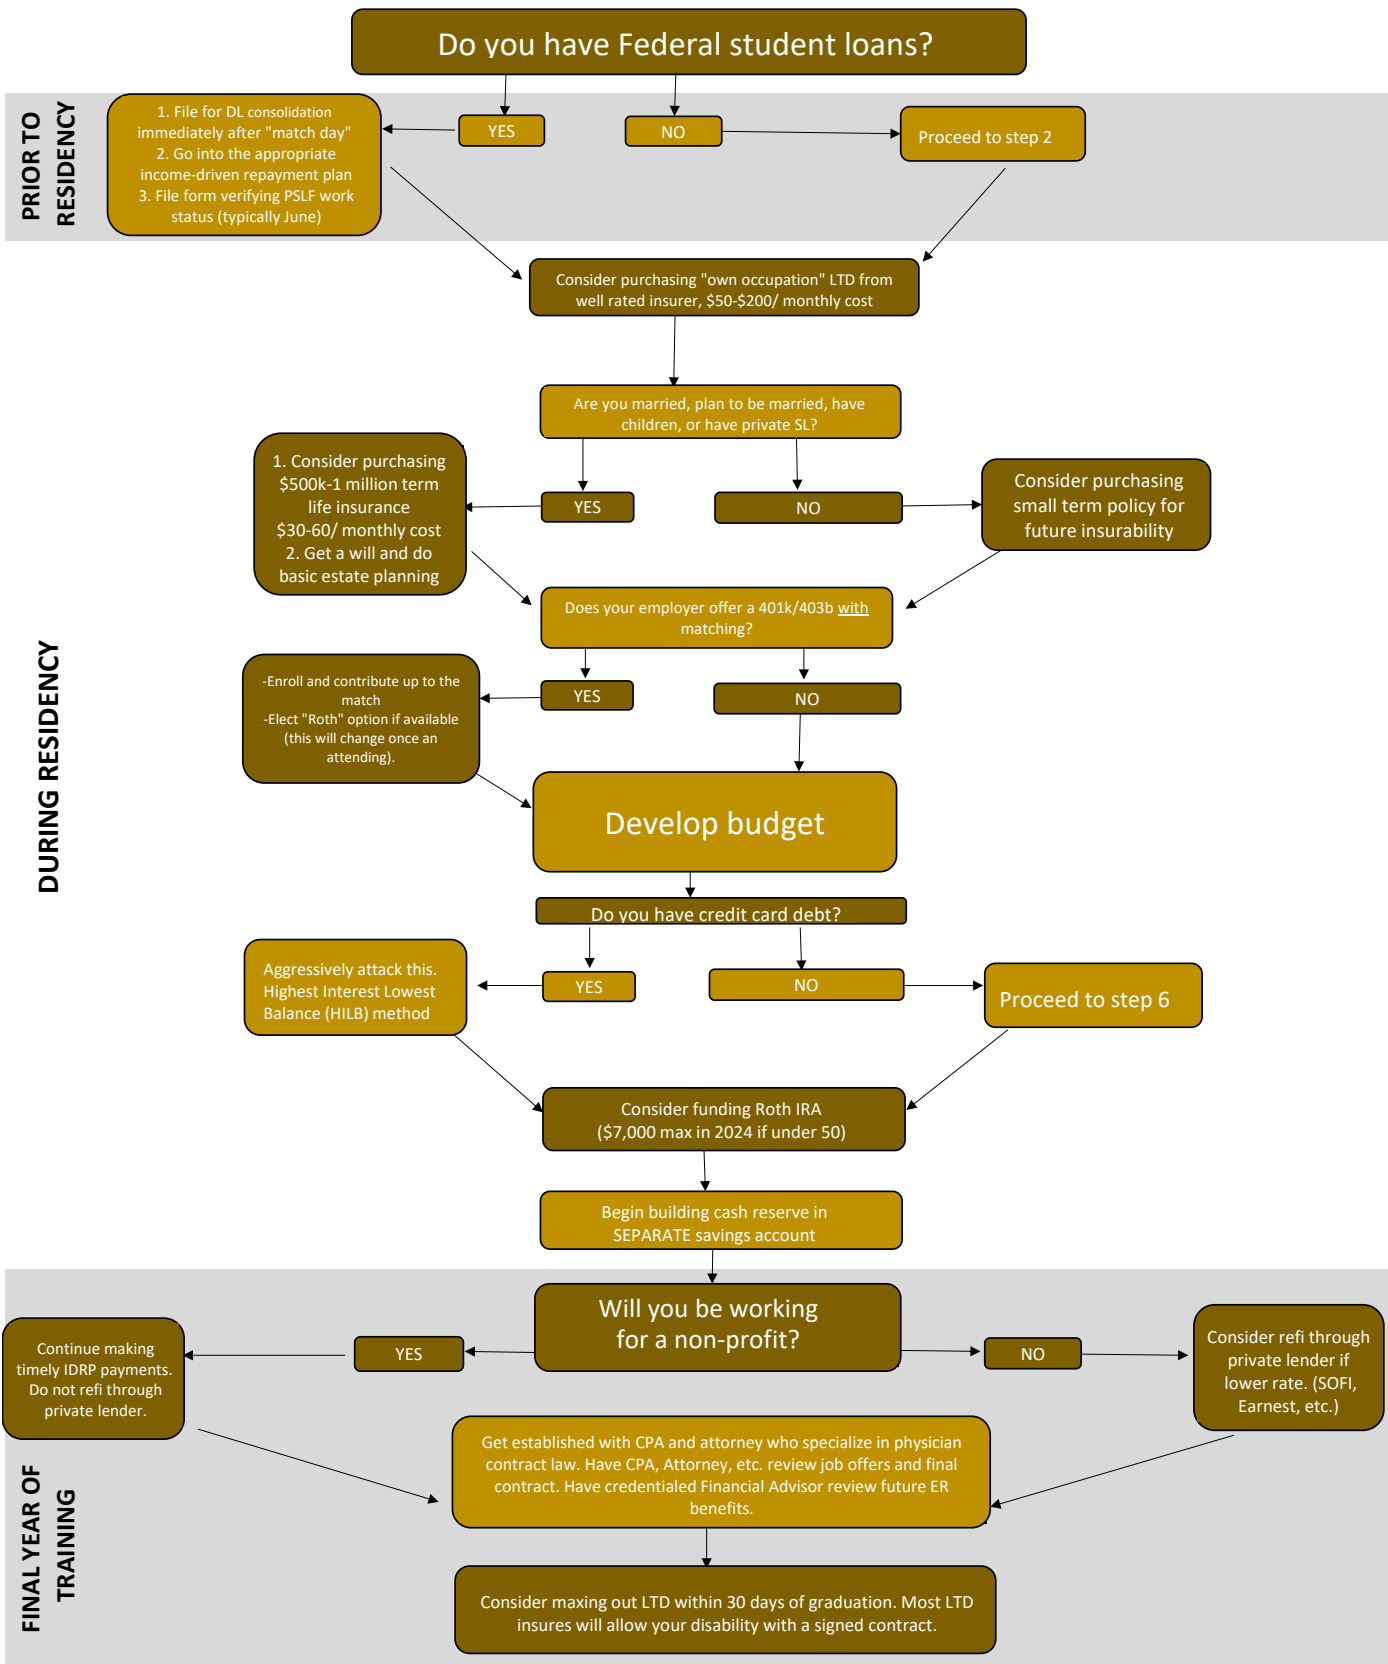 Do you have Federal student loans?
PRIOR TO
RESIDENCY
1. File for DL consolidation
immediately after "match day"
2. Go into the appropriate
income-driven repayment plan
3. File form verifying PSLF work
status (typically June)
YES
NO
Proceed to step 2
Consider purchasing "own occupation" LTD from
well rated insurer, $50-$200/ monthly cost
DURING RESIDENCY
Are you married, plan to be married, have
children, or have private SL?
1. Consider purchasing
$500k-1 million term
life insurance
$30-60/ monthly cost
2. Get a will and do
basic estate planning
YES
NO
Consider purchasing
small term policy for
future insurability
Does your employer offer a 401k/403b with
matching?
-Enroll and contribute up to the
match
-Elect "Roth" option if available
(this will change once an
attending).
YES
NO
Develop budget
Do you have credit card debt?
Aggressively attack this.
Highest Interest Lowest
Balance (HILB) method
YES
NO
Proceed to step 6
Consider funding Roth IRA
($7,000 max in 2024 if under 50)
Begin building cash reserve in
SEPARATE savings account
FINAL YEAR OF
TRAINING
Will you be working
for a non-profit?
Continue making
timely IDRP payments.
Do not refi through
private lender.
YES
NO
Consider refi through
private lender if
lower rate. (SOFI,
Earnest, etc.)
Get established with CPA and attorney who specialize in physician
contract law. Have CPA, Attorney, etc. review job offers and final
contract. Have credentialed Financial Advisor review future ER
benefits.
Consider maxing out LTD within 30 days of graduation. Most LTD
insures will allow your disability with a signed contract.